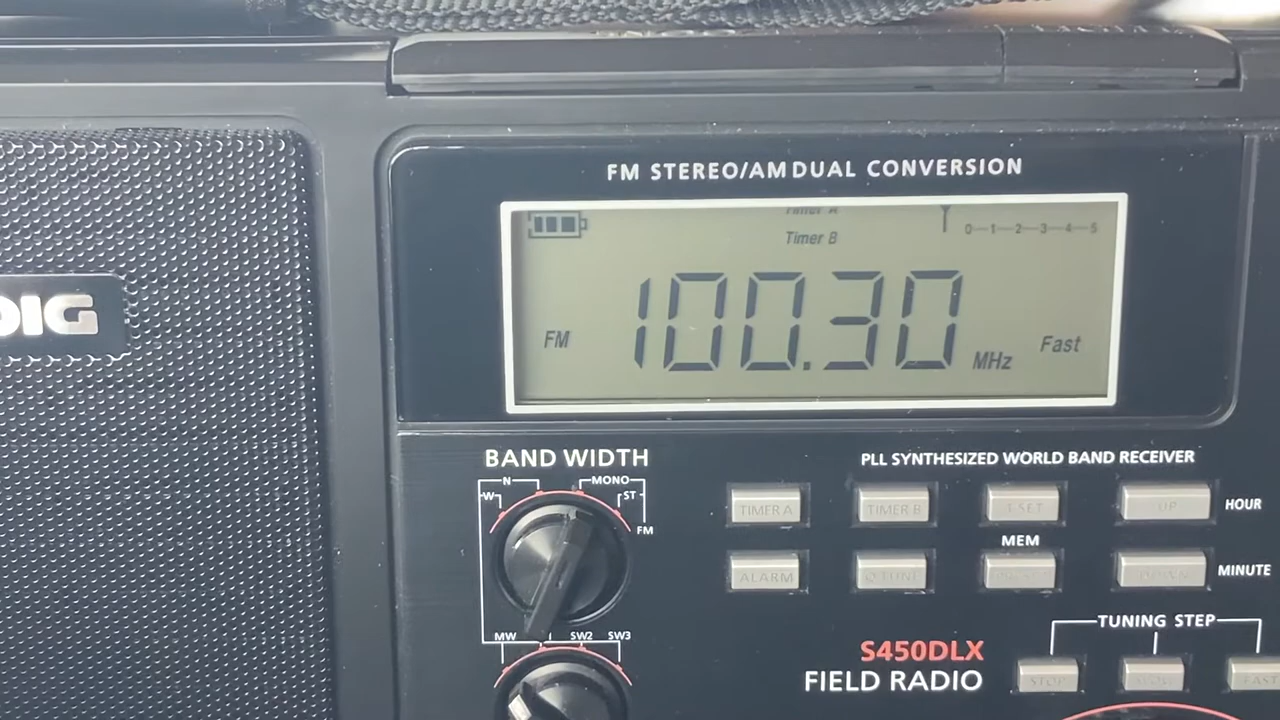 FM STEREO/AM DUAL CONVERSION
Timer A
Timer B
0-1-2-3-4-5
FM 100.30 MHz Fast
DIG
BAND WIDTH
N MONO
W ST
FM
PLL SYNTHESIZED WORLD BAND RECEIVER
TIMER A TIMER B T.SET UP HOUR
MEM
ALARM Q.TUNE DOWN MINUTE
MW SW2 SW3
TUNING STEP
S450DLX
FIELD RADIO
STOP SLOW FAST